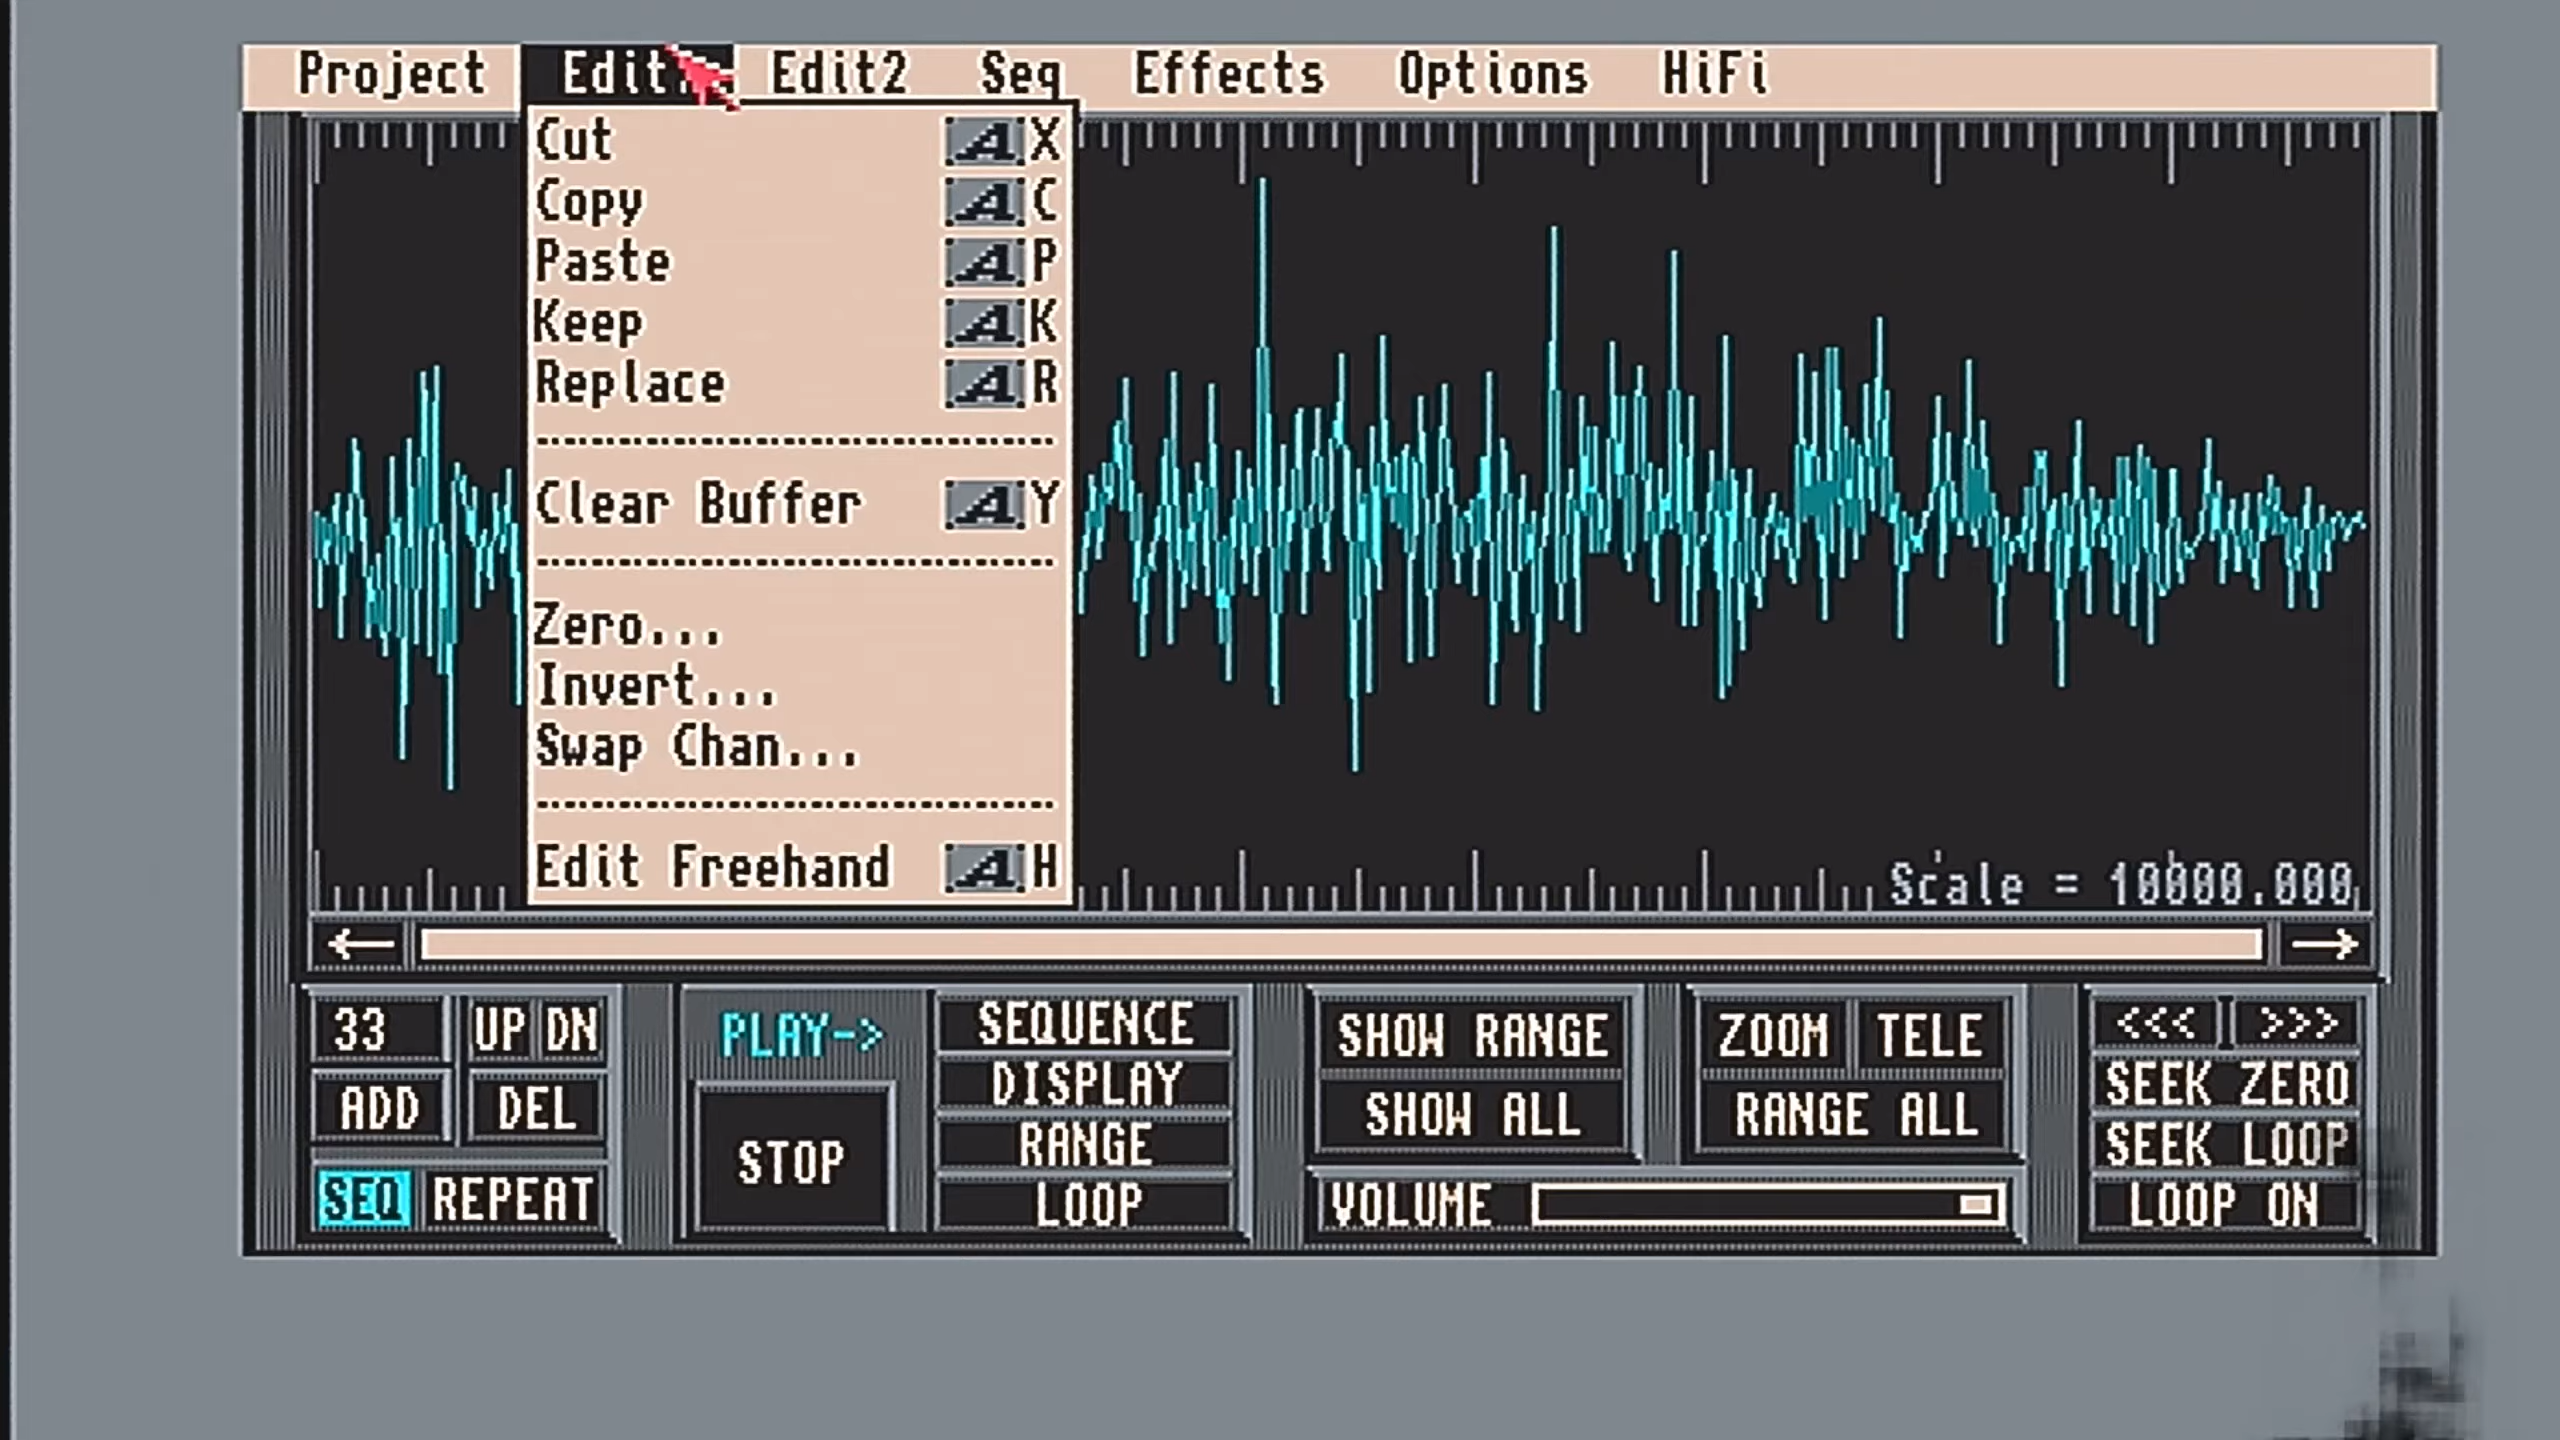 Project Edit Edit2 Seq Effects Options HiFi
Cut A X
Copy A C
Paste A P
Keep A K
Replace A R
Clear Buffer A Y
Zero...
Invert...
Swap Chan...
Edit Freehand A H
Scale = 10000.000
33 UP DN
ADD DEL
SEQ REPEAT
PLAY->
STOP
SEQUENCE
DISPLAY
RANGE
LOOP
SHOW RANGE
SHOW ALL
ZOOM TELE
RANGE ALL
VOLUME
<<< >>>
SEEK ZERO
SEEK LOOP
LOOP ON